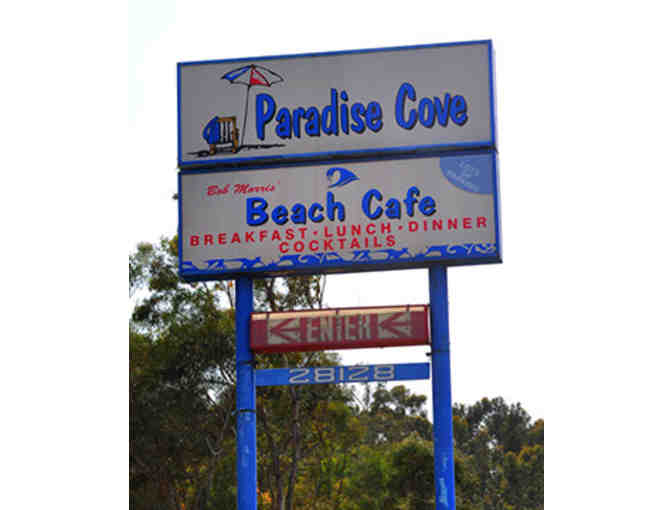 Paradise Cove
Bob Morris'
Beach Cafe
BREAKFAST · LUNCH · DINNER
COCKTAILS
ENTER
28128